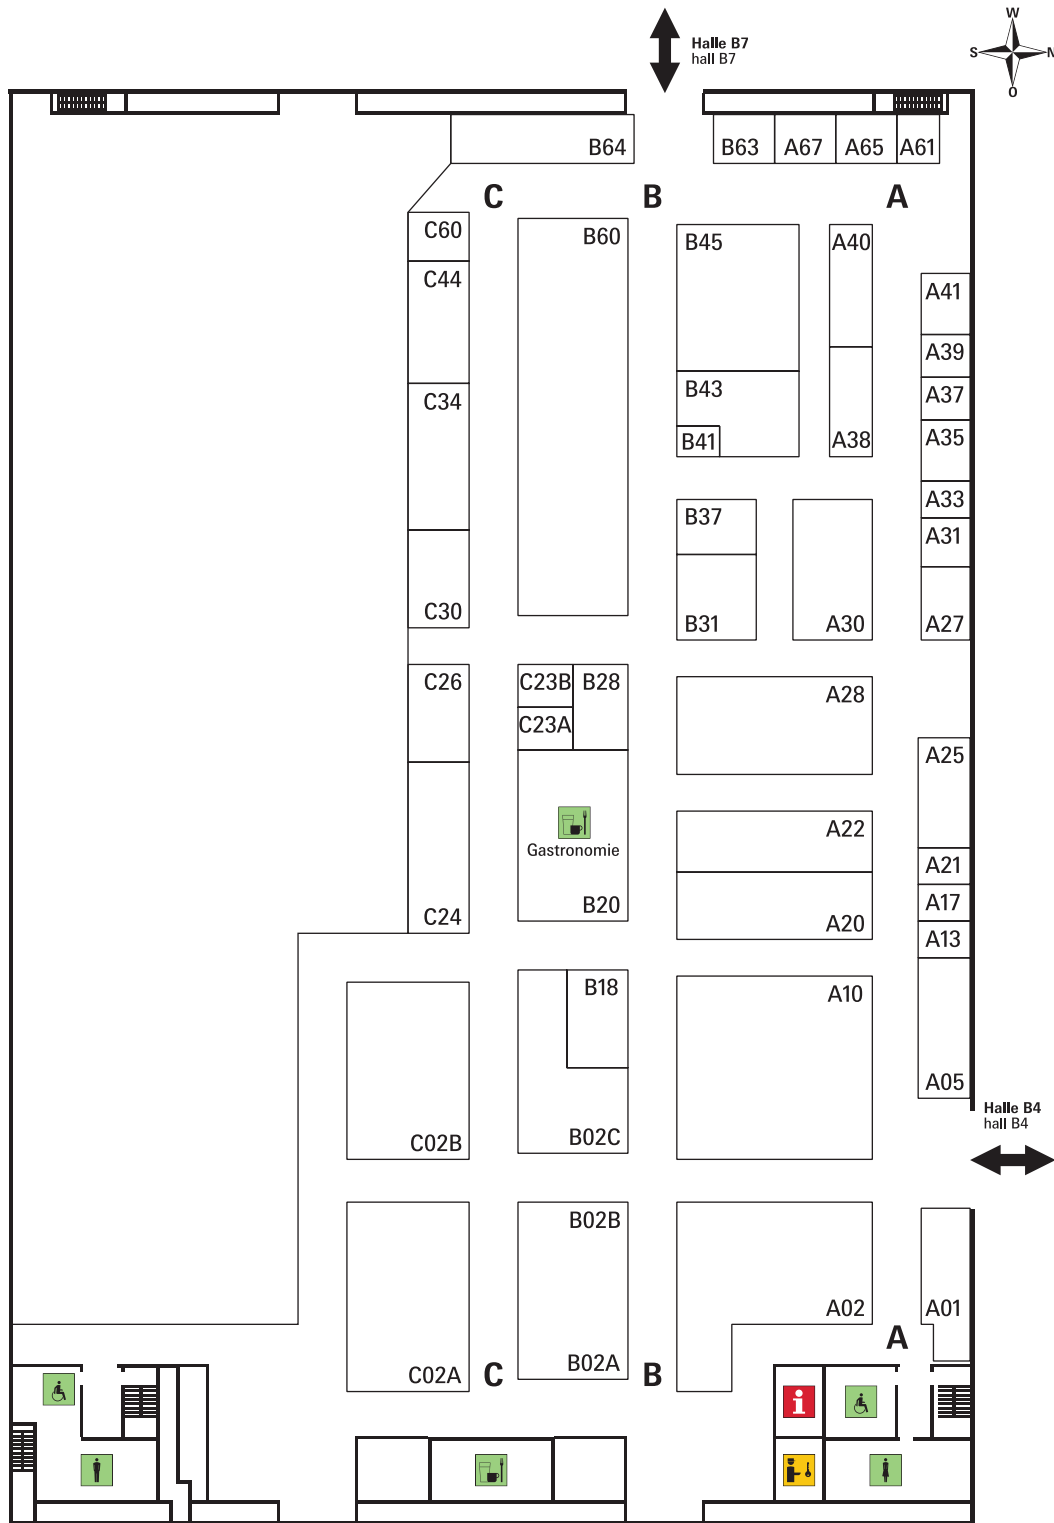 W
Halle B7
hall B7
S
N
O
B64
B63
A67
A65
A61
C
B
A
C60
B60
B45
A40
C44
A41
A39
C34
B43
A37
B41
A38
A35
A33
B37
A31
C30
B31
A30
A27
C26
C23B
B28
A28
C23A
A25
Gastronomie
A22
A21
C24
B20
A20
A17
A13
B18
A10
A05
Halle B4
hall B4
C02B
B02C
B02B
A02
A01
A
C02A
C
B02A
B
i